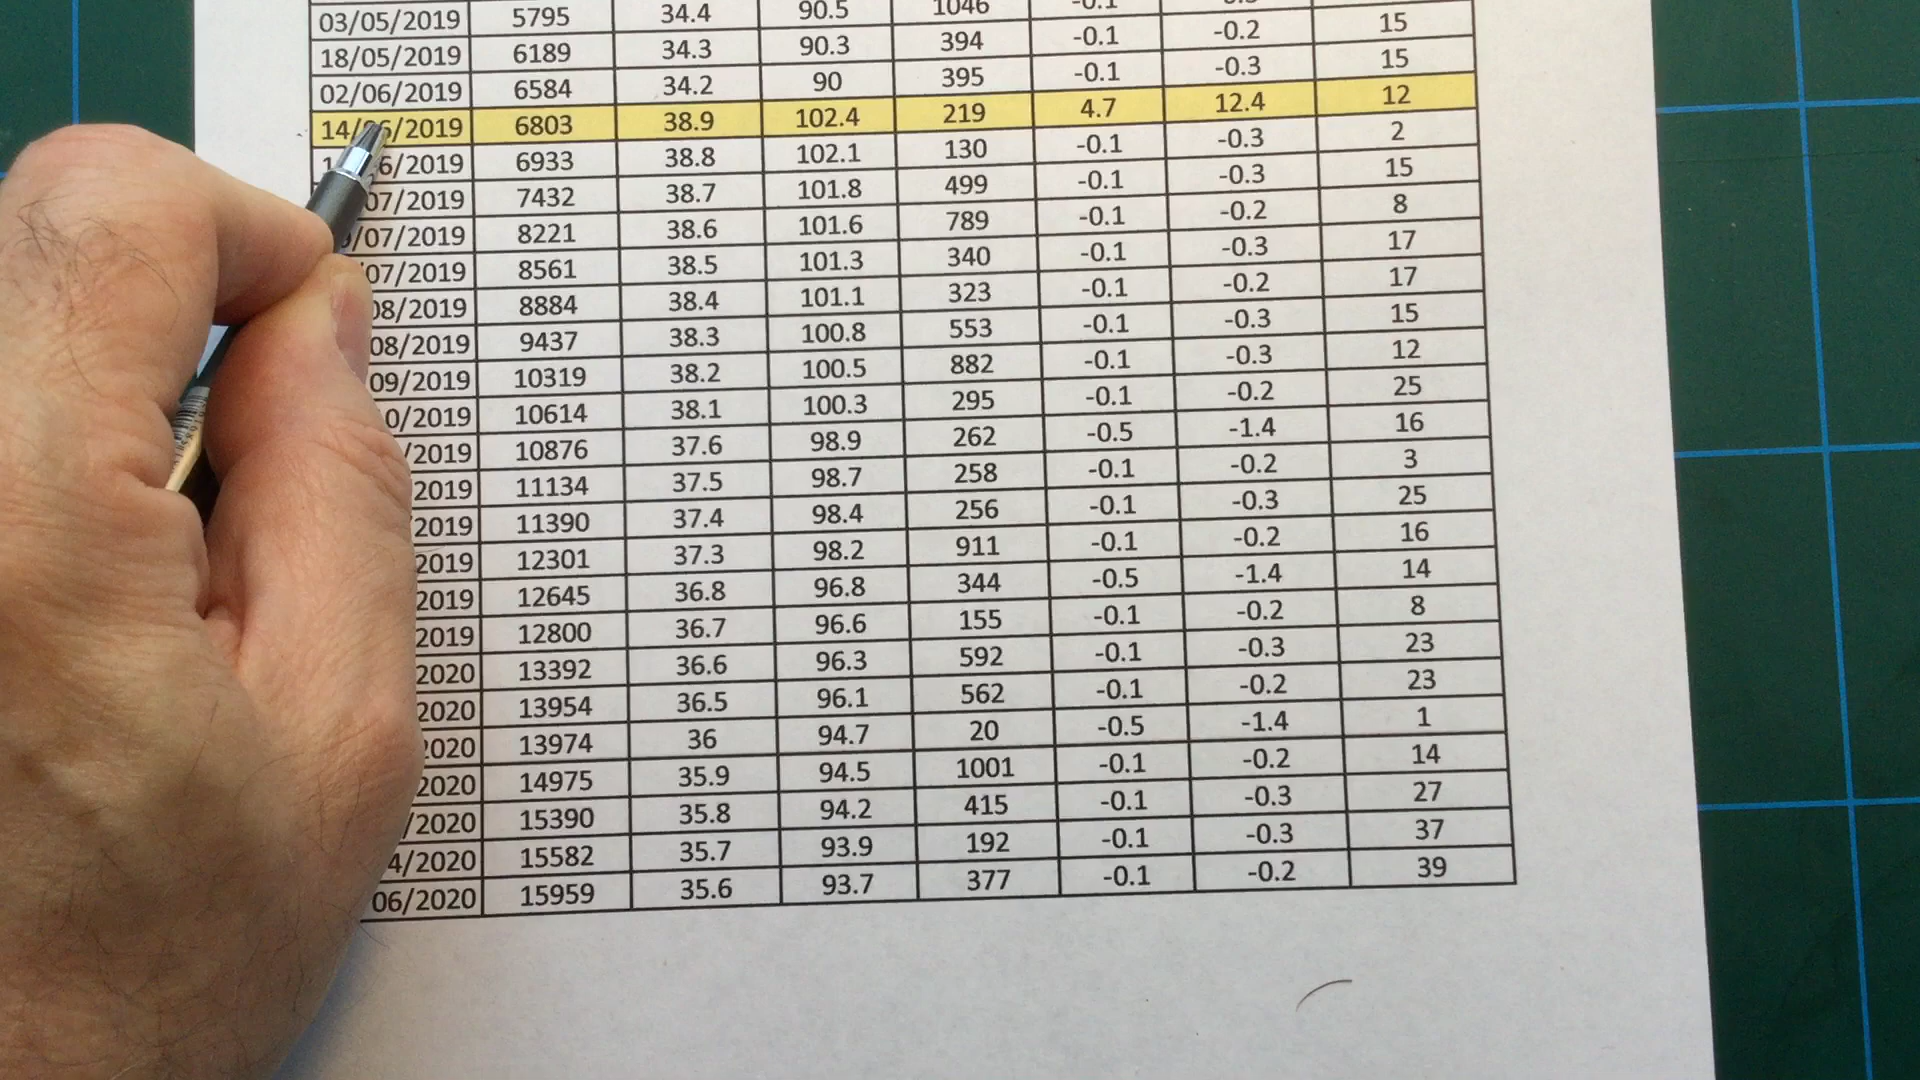 03/05/2019 5795 34.4 90.5 1046 -0.1
18/05/2019 6189 34.3 90.3 394 -0.1 -0.2 15
02/06/2019 6584 34.2 90 395 -0.1 -0.3 15
14/06/2019 6803 38.9 102.4 219 4.7 12.4 12
6/2019 6933 38.8 102.1 130 -0.1 -0.3 2
07/2019 7432 38.7 101.8 499 -0.1 -0.3 15
/07/2019 8221 38.6 101.6 789 -0.1 -0.2 8
/07/2019 8561 38.5 101.3 340 -0.1 -0.3 17
08/2019 8884 38.4 101.1 323 -0.1 -0.2 17
08/2019 9437 38.3 100.8 553 -0.1 -0.3 15
09/2019 10319 38.2 100.5 882 -0.1 -0.3 12
0/2019 10614 38.1 100.3 295 -0.1 -0.2 25
/2019 10876 37.6 98.9 262 -0.5 -1.4 16
2019 11134 37.5 98.7 258 -0.1 -0.2 3
2019 11390 37.4 98.4 256 -0.1 -0.3 25
2019 12301 37.3 98.2 911 -0.1 -0.2 16
2019 12645 36.8 96.8 344 -0.5 -1.4 14
2019 12800 36.7 96.6 155 -0.1 -0.2 8
2020 13392 36.6 96.3 592 -0.1 -0.3 23
2020 13954 36.5 96.1 562 -0.1 -0.2 23
2020 13974 36 94.7 20 -0.5 -1.4 1
2020 14975 35.9 94.5 1001 -0.1 -0.2 14
/2020 15390 35.8 94.2 415 -0.1 -0.3 27
4/2020 15582 35.7 93.9 192 -0.1 -0.3 37
06/2020 15959 35.6 93.7 377 -0.1 -0.2 39